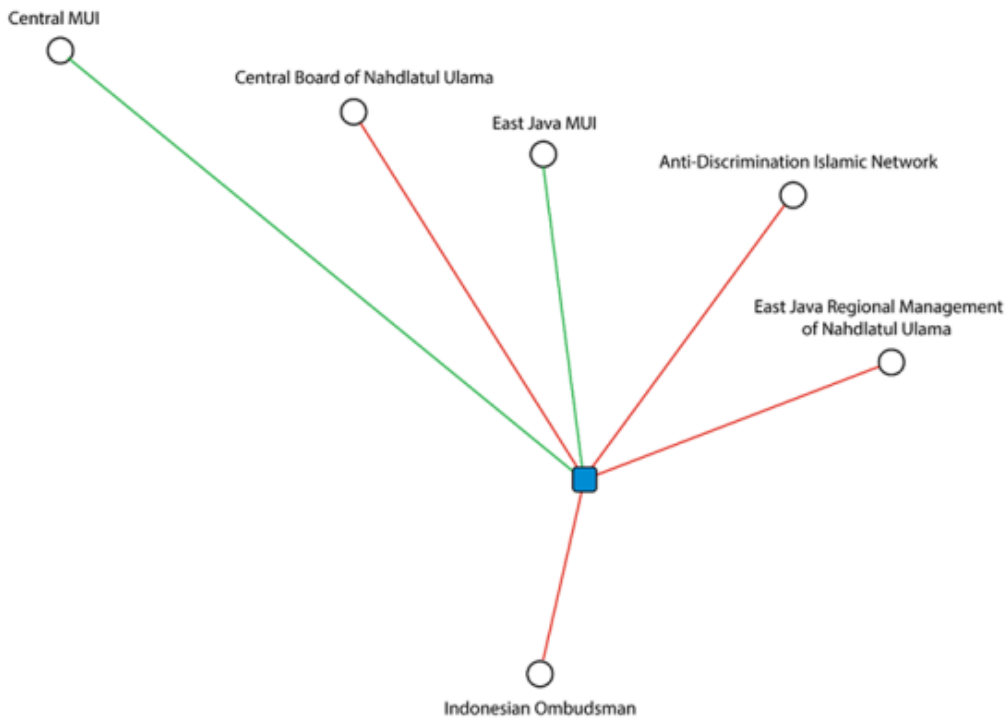 Central MUI
Central Board of Nahdlatul Ulama
East Java MUI
Anti-Discrimination Islamic Network
East Java Regional Management
of Nahdlatul Ulama
Indonesian Ombudsman